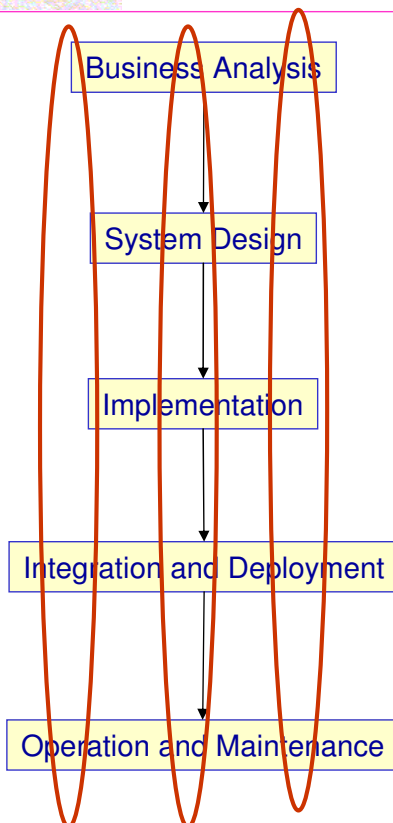 Business Analysis
System Design
Implementation
Integration and Deployment
Operation and Maintenance